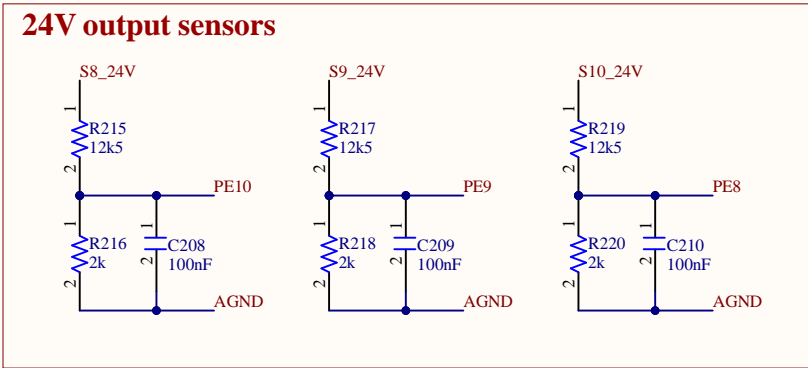 24V output sensors
S8_24V
S9_24V
S10_24V
1
R215
12k5
2
1
R217
12k5
2
1
R219
12k5
2
PE10
PE9
PE8
1
R216
2k
2
1
C208
100nF
2
1
R218
2k
2
1
C209
100nF
2
1
R220
2k
2
1
C210
100nF
2
AGND
AGND
AGND